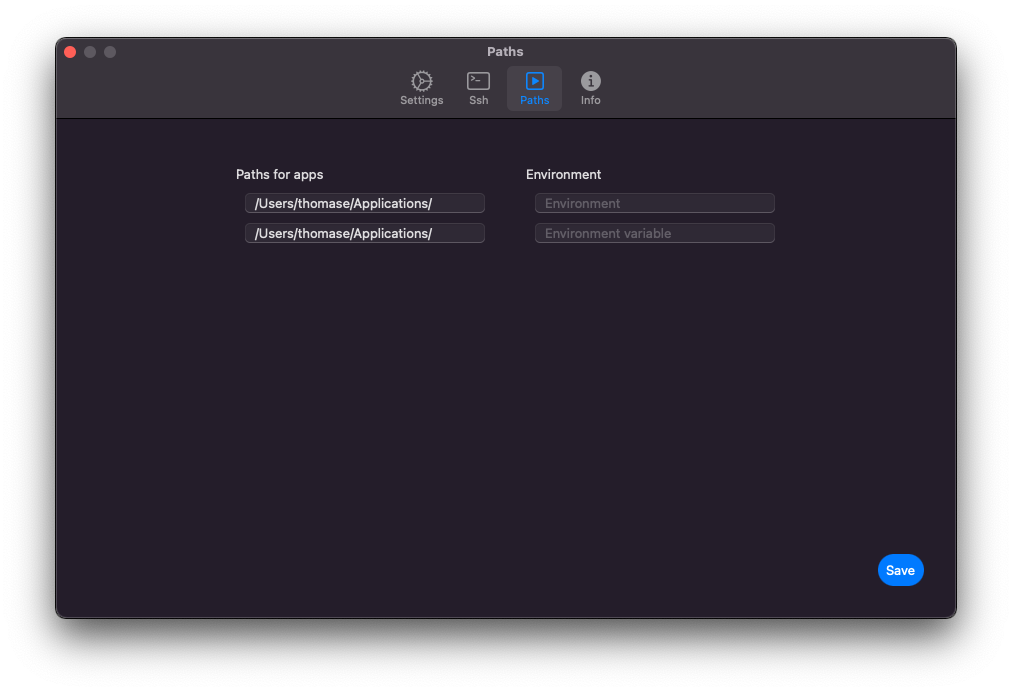 Paths
Settings
Ssh
Paths
Info
Paths for apps
/Users/thomase/Applications/
/Users/thomase/Applications/
Environment
Environment
Environment variable
Save